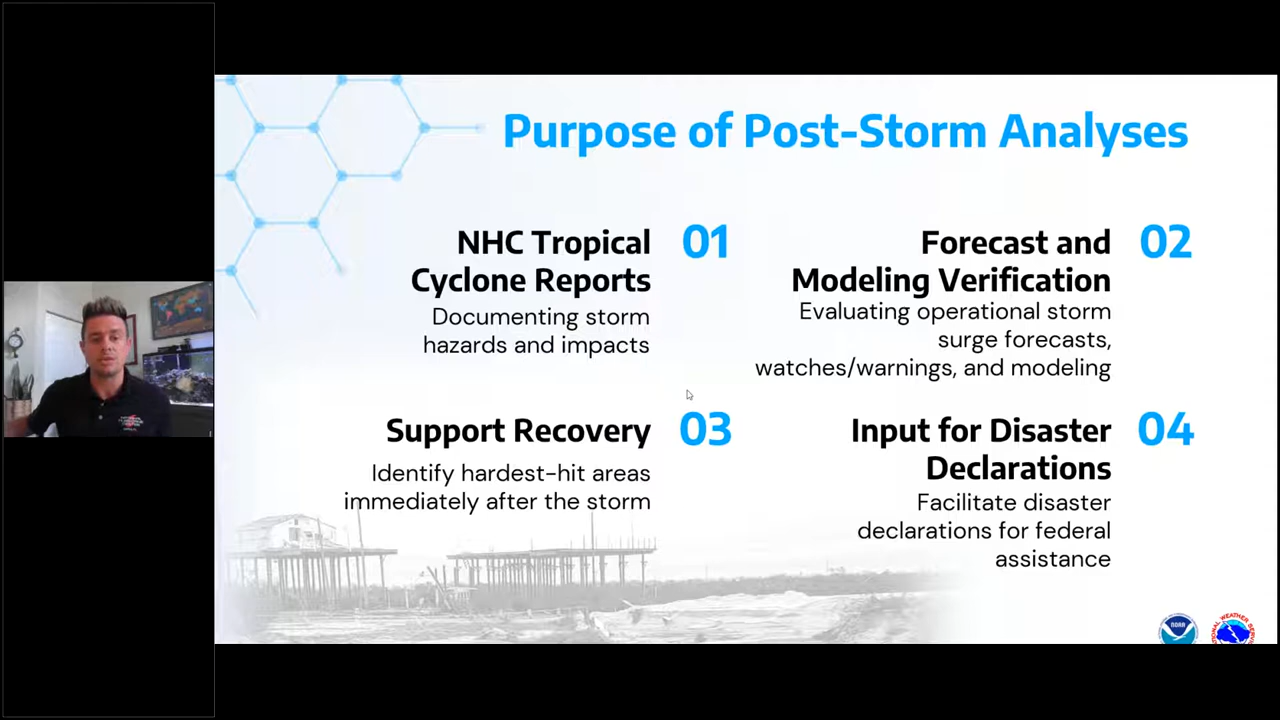 Purpose of Post-Storm Analyses
NHC Tropical
Cyclone Reports
01
Documenting storm
hazards and impacts
Forecast and
Modeling Verification
02
Evaluating operational storm
surge forecasts,
watches/warnings, and modeling
Support Recovery
03
Identify hardest-hit areas
immediately after the storm
Input for Disaster
Declarations
04
Facilitate disaster
declarations for federal
assistance
NOAA